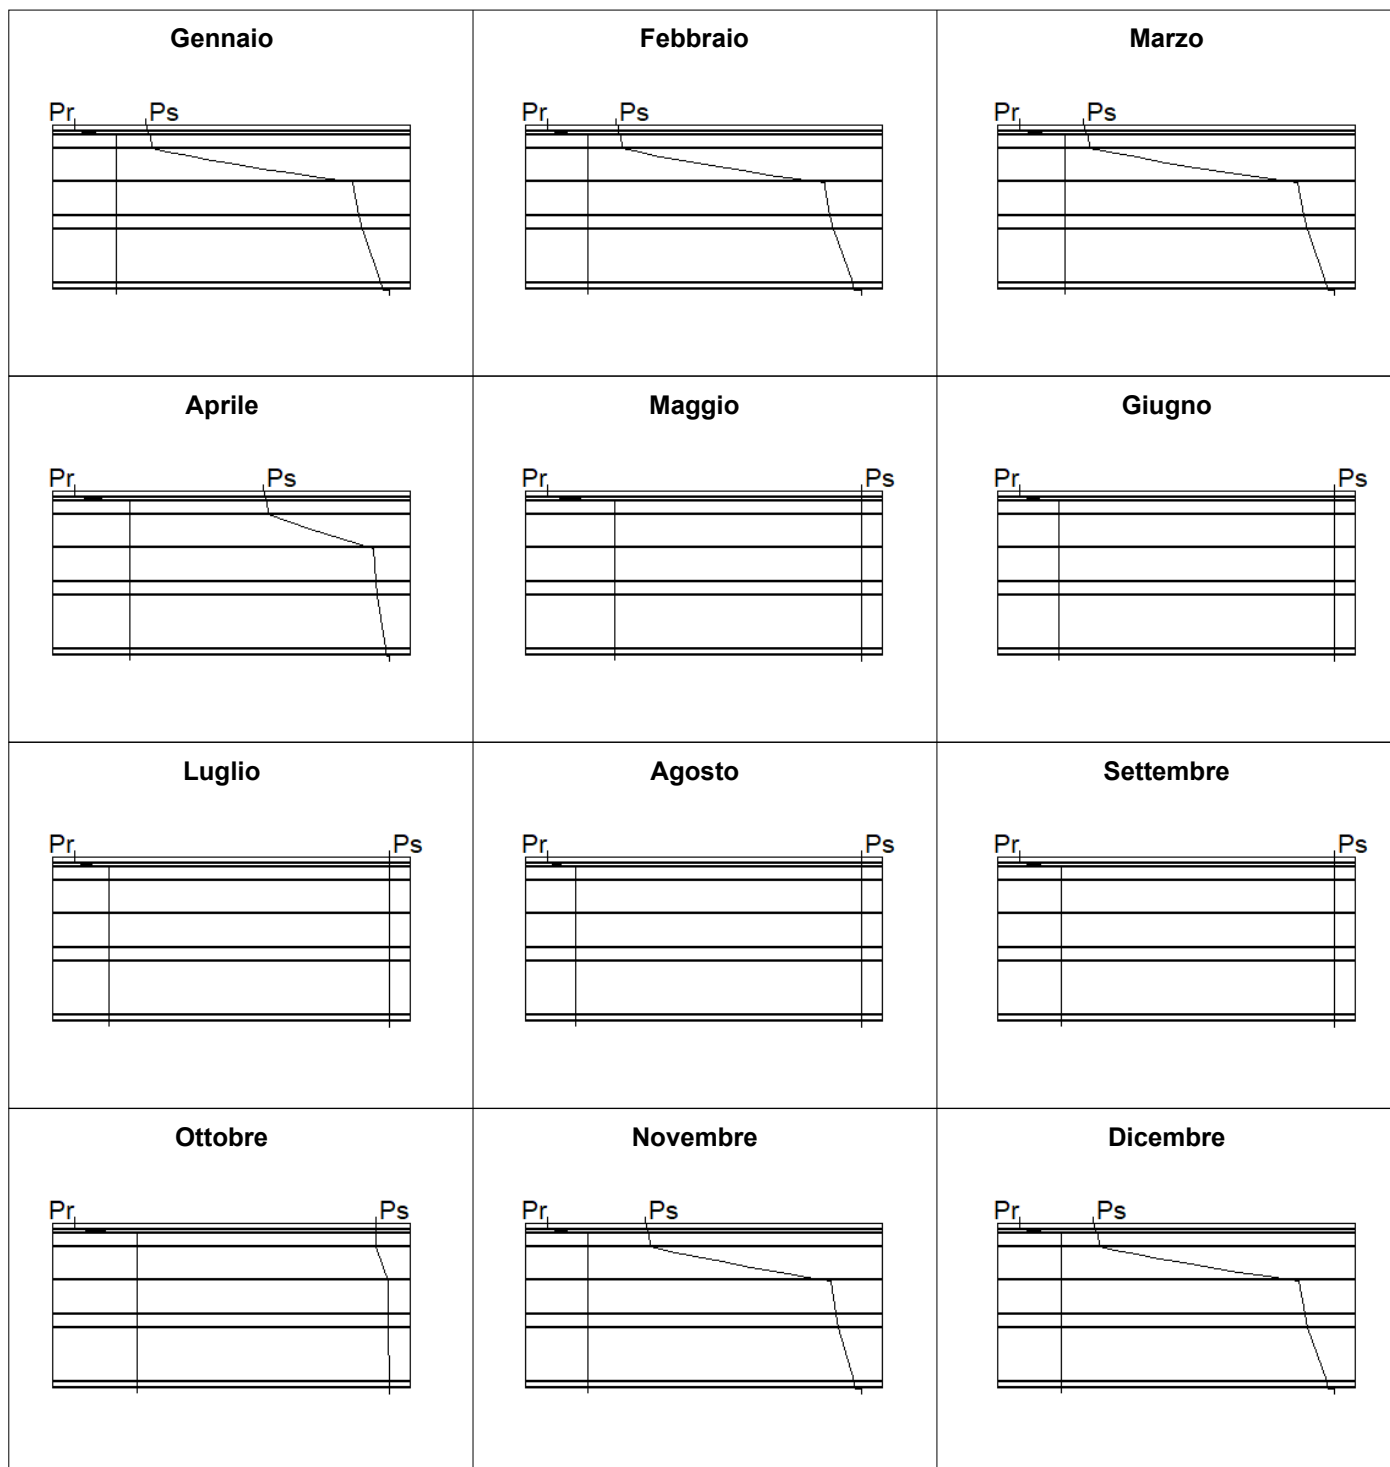 Gennaio Febbraio Marzo
Pr Ps Pr Ps Pr Ps
Aprile Maggio Giugno
Pr Ps Pr Ps Pr Ps
Luglio Agosto Settembre
Pr Ps Pr Ps Pr Ps
Ottobre Novembre Dicembre
Pr Ps Pr Ps Pr Ps